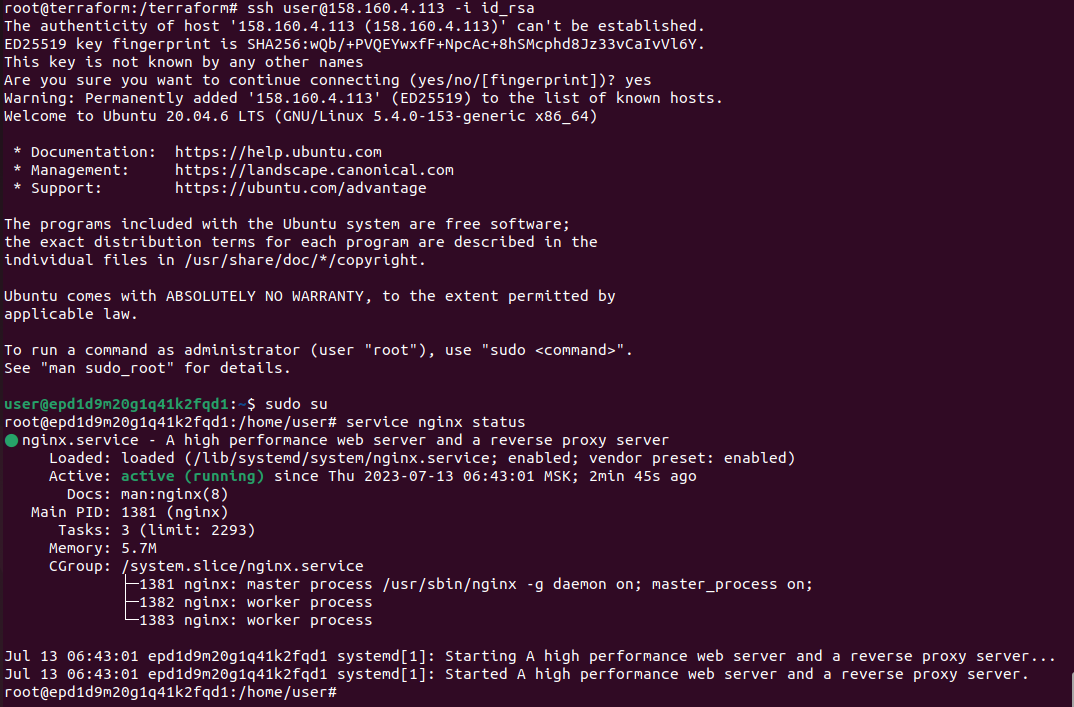 root@terraform:/terraform# ssh user@158.160.4.113 -i id_rsa
The authenticity of host '158.160.4.113 (158.160.4.113)' can't be established.
ED25519 key fingerprint is SHA256:wQb/+PVQEYwxfF+NpcAc+8hSMcphd8Jz33vCaIvVl6Y.
This key is not known by any other names
Are you sure you want to continue connecting (yes/no/[fingerprint])? yes
Warning: Permanently added '158.160.4.113' (ED25519) to the list of known hosts.
Welcome to Ubuntu 20.04.6 LTS (GNU/Linux 5.4.0-153-generic x86_64)
* Documentation:  https://help.ubuntu.com
* Management:     https://landscape.canonical.com
* Support:        https://ubuntu.com/advantage
The programs included with the Ubuntu system are free software;
the exact distribution terms for each program are described in the
individual files in /usr/share/doc/*/copyright.
Ubuntu comes with ABSOLUTELY NO WARRANTY, to the extent permitted by
applicable law.
To run a command as administrator (user "root"), use "sudo <command>".
See "man sudo_root" for details.
user@epd1d9m20g1q41k2fqd1:~$ sudo su
root@epd1d9m20g1q41k2fqd1:/home/user# service nginx status
● nginx.service - A high performance web server and a reverse proxy server
Loaded: loaded (/lib/systemd/system/nginx.service; enabled; vendor preset: enabled)
Active: active (running) since Thu 2023-07-13 06:43:01 MSK; 2min 45s ago
Docs: man:nginx(8)
Main PID: 1381 (nginx)
Tasks: 3 (limit: 2293)
Memory: 5.7M
CGroup: /system.slice/nginx.service
├─1381 nginx: master process /usr/sbin/nginx -g daemon on; master_process on;
├─1382 nginx: worker process
└─1383 nginx: worker process
Jul 13 06:43:01 epd1d9m20g1q41k2fqd1 systemd[1]: Starting A high performance web server and a reverse proxy server...
Jul 13 06:43:01 epd1d9m20g1q41k2fqd1 systemd[1]: Started A high performance web server and a reverse proxy server.
root@epd1d9m20g1q41k2fqd1:/home/user#